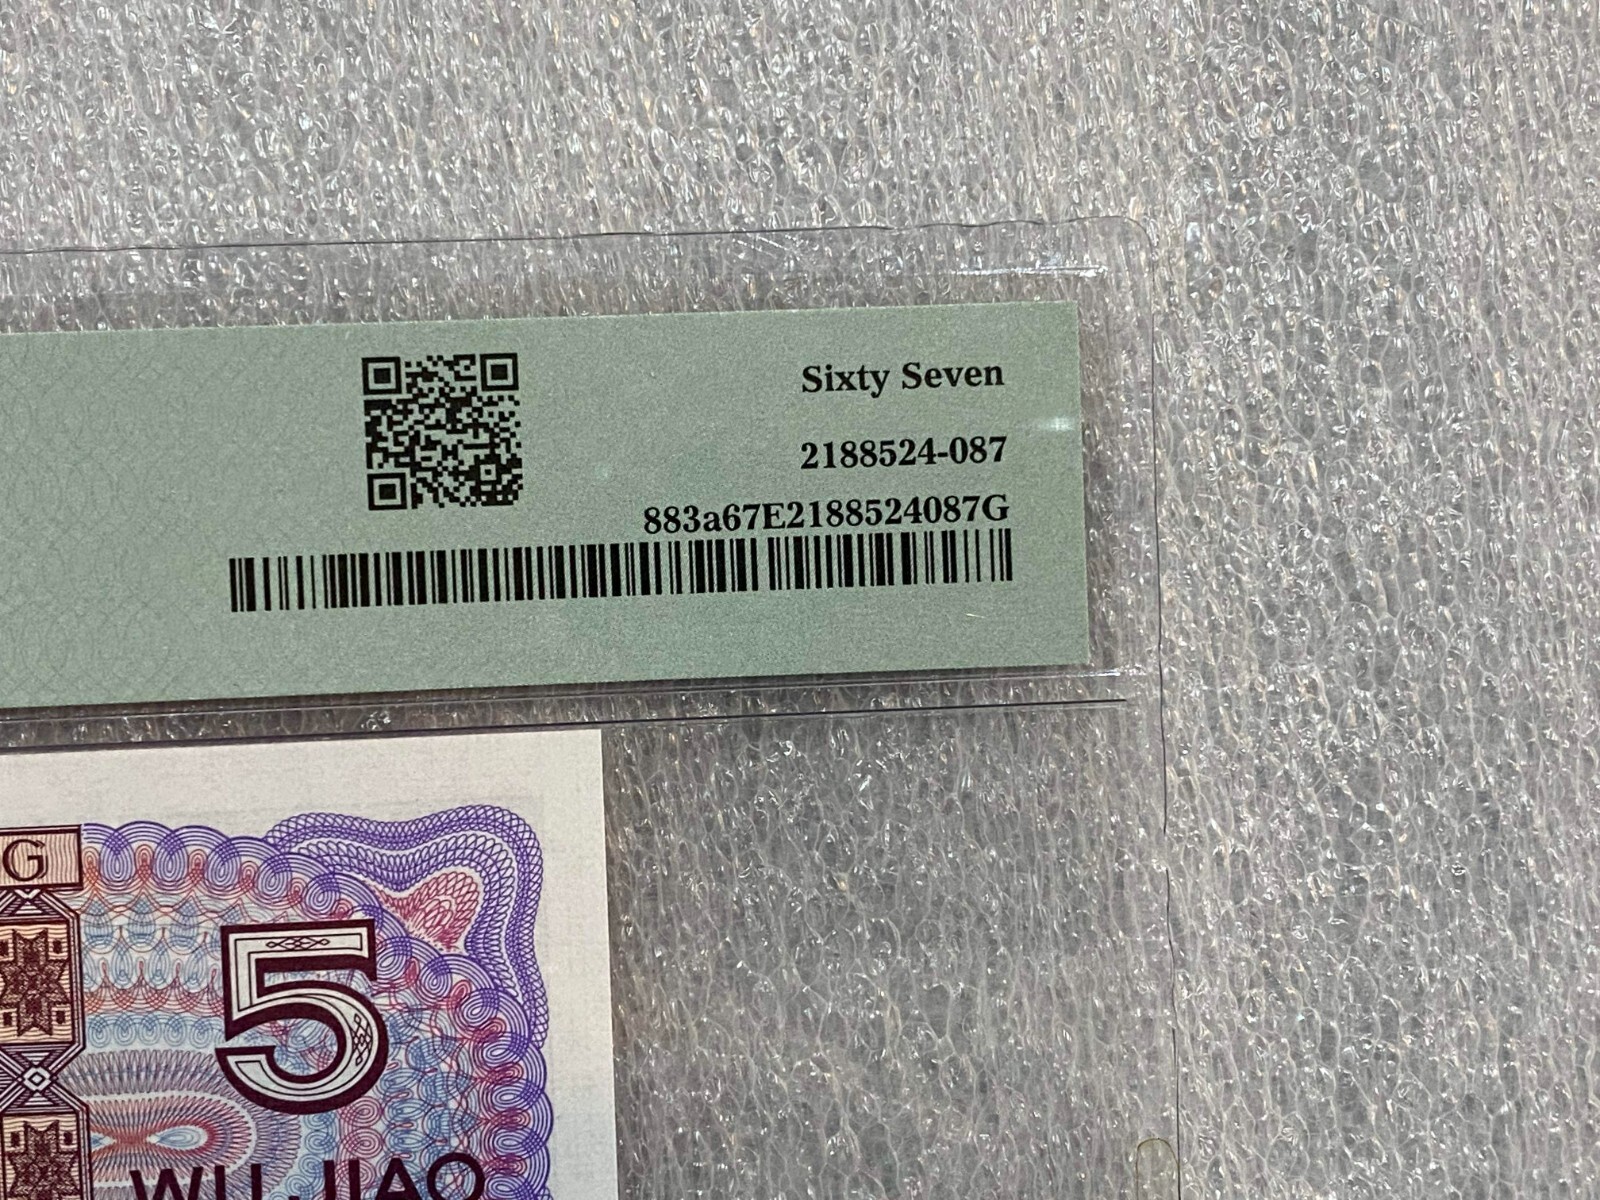 Sixty Seven
2188524-087
883a67E2188524087G
G
5
WU JIAO